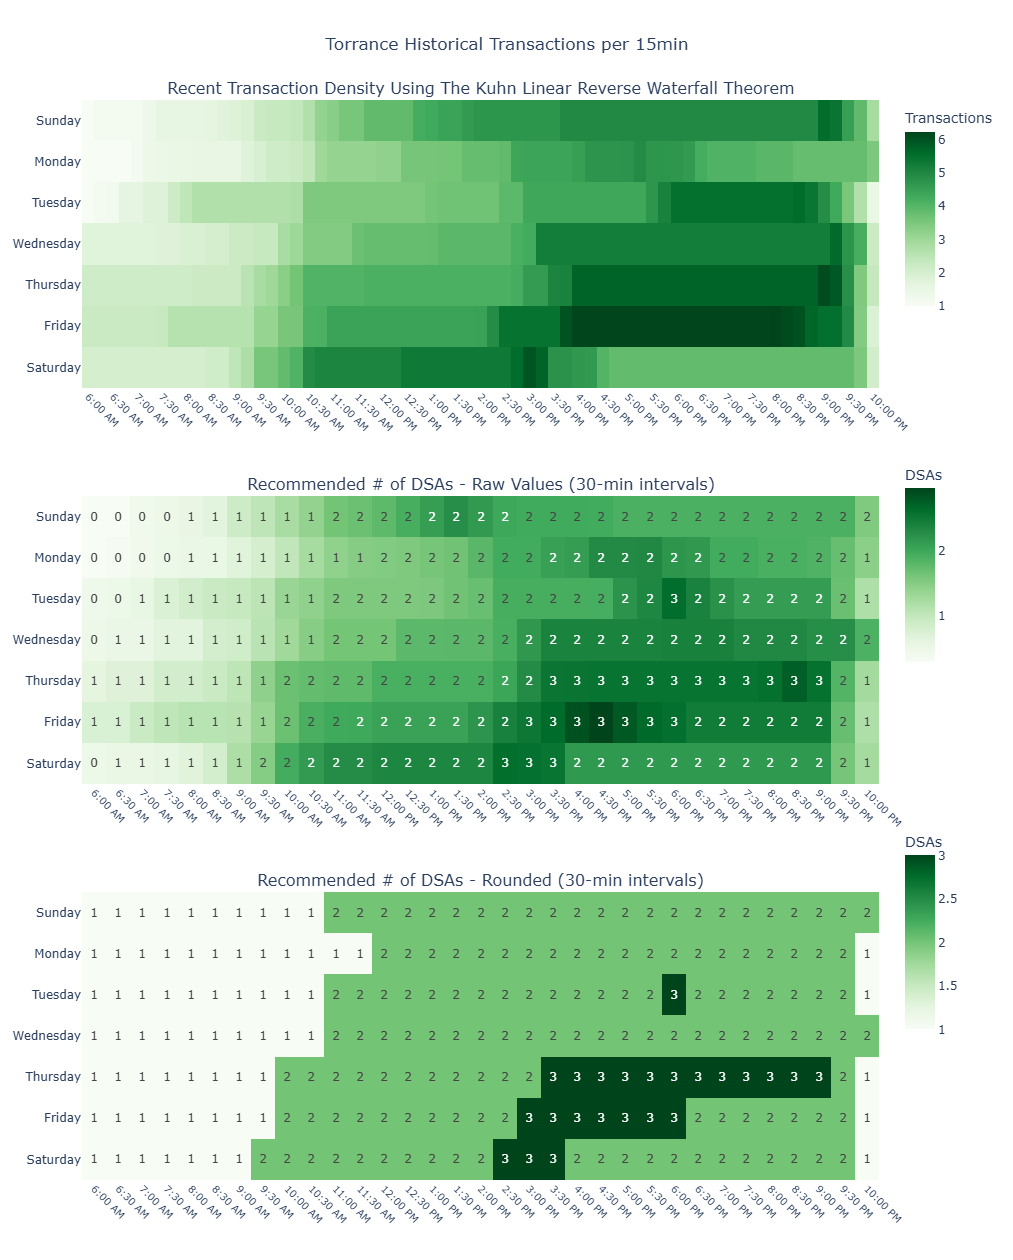 Torrance Historical Transactions per 15min
Recent Transaction Density Using The Kuhn Linear Reverse Waterfall Theorem
Sunday
Monday
Tuesday
Wednesday
Thursday
Friday
Saturday
6:00 AM 6:30 AM 7:00 AM 7:30 AM 8:00 AM 8:30 AM 9:00 AM 9:30 AM 10:00 AM 10:30 AM 11:00 AM 11:30 AM 12:00 PM 12:30 PM 1:00 PM 1:30 PM 2:00 PM 2:30 PM 3:00 PM 3:30 PM 4:00 PM 4:30 PM 5:00 PM 5:30 PM 6:00 PM 6:30 PM 7:00 PM 7:30 PM 8:00 PM 8:30 PM 9:00 PM 9:30 PM 10:00 PM
Transactions
6
5
4
3
2
1
Recommended # of DSAs - Raw Values (30-min intervals)
Sunday 0 0 0 0 1 1 1 1 1 1 2 2 2 2 2 2 2 2 2 2 2 2 2 2 2 2 2 2 2 2 2 2 2
Monday 0 0 0 0 1 1 1 1 1 1 1 1 2 2 2 2 2 2 2 2 2 2 2 2 2 2 2 2 2 2 2 2 1
Tuesday 0 0 1 1 1 1 1 1 1 1 2 2 2 2 2 2 2 2 2 2 2 2 2 2 3 2 2 2 2 2 2 2 1
Wednesday 0 1 1 1 1 1 1 1 1 1 2 2 2 2 2 2 2 2 2 2 2 2 2 2 2 2 2 2 2 2 2 2 2
Thursday 1 1 1 1 1 1 1 1 2 2 2 2 2 2 2 2 2 2 2 3 3 3 3 3 3 3 3 3 3 3 3 2 1
Friday 1 1 1 1 1 1 1 1 2 2 2 2 2 2 2 2 2 2 3 3 3 3 3 3 3 2 2 2 2 2 2 2 1
Saturday 0 1 1 1 1 1 1 2 2 2 2 2 2 2 2 2 2 3 3 3 2 2 2 2 2 2 2 2 2 2 2 2 1
6:00 AM 6:30 AM 7:00 AM 7:30 AM 8:00 AM 8:30 AM 9:00 AM 9:30 AM 10:00 AM 10:30 AM 11:00 AM 11:30 AM 12:00 PM 12:30 PM 1:00 PM 1:30 PM 2:00 PM 2:30 PM 3:00 PM 3:30 PM 4:00 PM 4:30 PM 5:00 PM 5:30 PM 6:00 PM 6:30 PM 7:00 PM 7:30 PM 8:00 PM 8:30 PM 9:00 PM 9:30 PM 10:00 PM
DSAs
2
1
Recommended # of DSAs - Rounded (30-min intervals)
Sunday 1 1 1 1 1 1 1 1 1 1 2 2 2 2 2 2 2 2 2 2 2 2 2 2 2 2 2 2 2 2 2 2 2
Monday 1 1 1 1 1 1 1 1 1 1 1 1 2 2 2 2 2 2 2 2 2 2 2 2 2 2 2 2 2 2 2 2 1
Tuesday 1 1 1 1 1 1 1 1 1 1 2 2 2 2 2 2 2 2 2 2 2 2 2 2 3 2 2 2 2 2 2 2 1
Wednesday 1 1 1 1 1 1 1 1 1 1 2 2 2 2 2 2 2 2 2 2 2 2 2 2 2 2 2 2 2 2 2 2 2
Thursday 1 1 1 1 1 1 1 1 2 2 2 2 2 2 2 2 2 2 2 3 3 3 3 3 3 3 3 3 3 3 3 2 1
Friday 1 1 1 1 1 1 1 1 2 2 2 2 2 2 2 2 2 2 3 3 3 3 3 3 3 2 2 2 2 2 2 2 1
Saturday 1 1 1 1 1 1 1 2 2 2 2 2 2 2 2 2 2 3 3 3 2 2 2 2 2 2 2 2 2 2 2 2 1
6:00 AM 6:30 AM 7:00 AM 7:30 AM 8:00 AM 8:30 AM 9:00 AM 9:30 AM 10:00 AM 10:30 AM 11:00 AM 11:30 AM 12:00 PM 12:30 PM 1:00 PM 1:30 PM 2:00 PM 2:30 PM 3:00 PM 3:30 PM 4:00 PM 4:30 PM 5:00 PM 5:30 PM 6:00 PM 6:30 PM 7:00 PM 7:30 PM 8:00 PM 8:30 PM 9:00 PM 9:30 PM 10:00 PM
DSAs
3
2.5
2
1.5
1